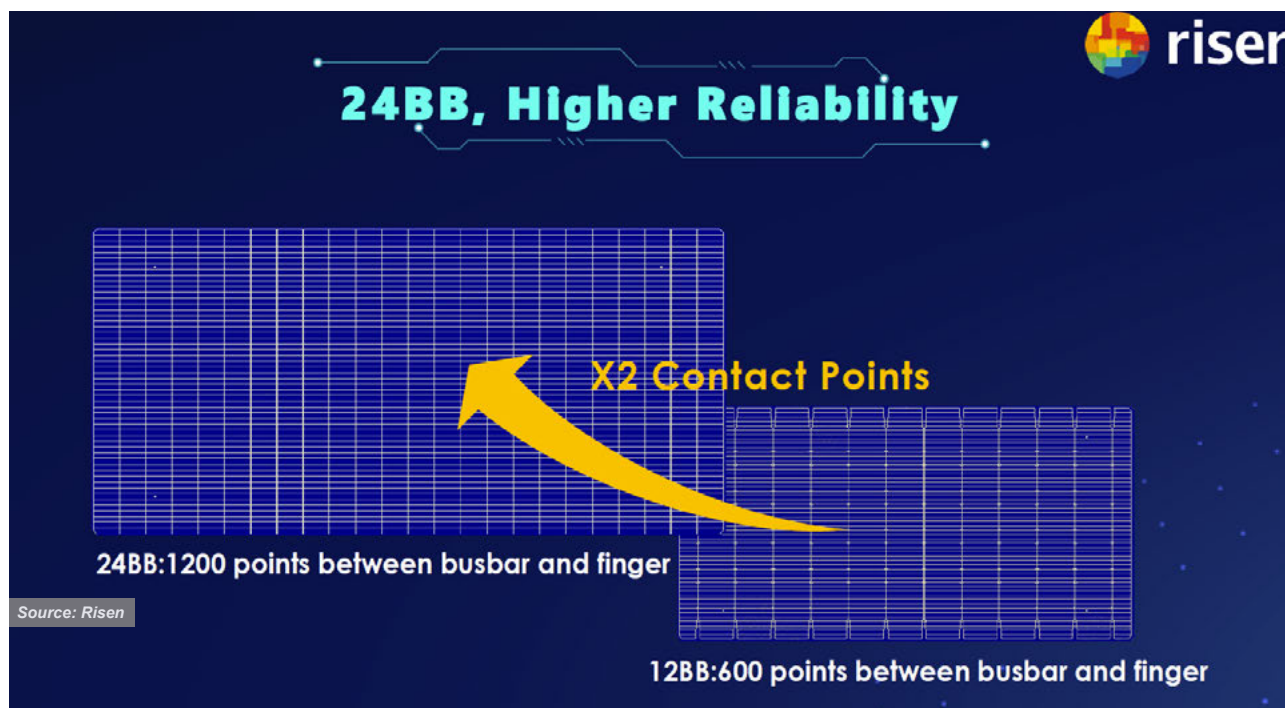 riser
24BB, Higher Reliability
X2 Contact Points
24BB:1200 points between busbar and finger
Source: Risen
12BB:600 points between busbar and finger